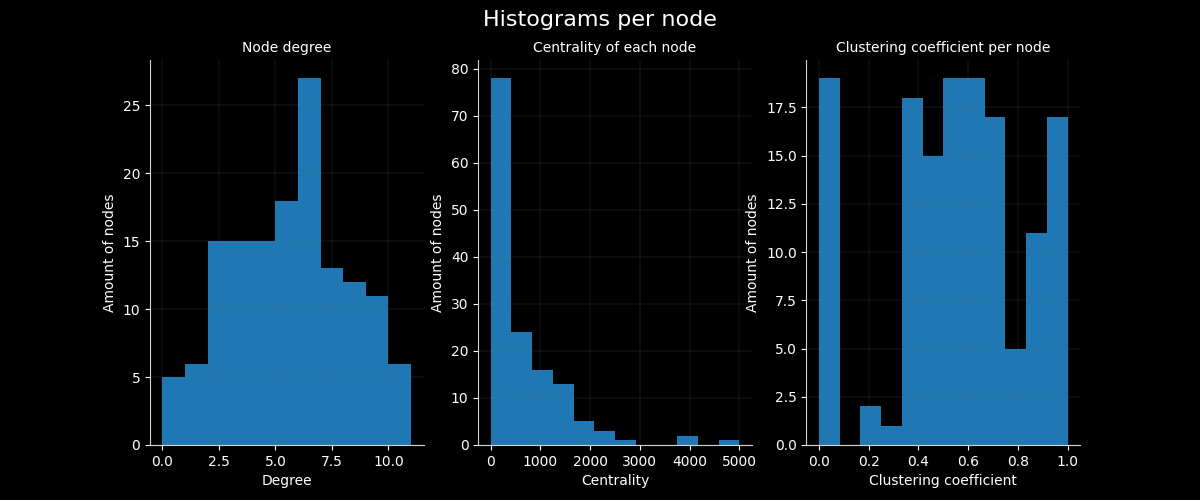 Histograms per node
Node degree
Amount of nodes
25
20
15
10
5
0
0.0 2.5 5.0 7.5 10.0
Degree
Centrality of each node
Amount of nodes
80
70
60
50
40
30
20
10
0
0 1000 2000 3000 4000 5000
Centrality
Clustering coefficient per node
Amount of nodes
17.5
15.0
12.5
10.0
7.5
5.0
2.5
0.0
0.0 0.2 0.4 0.6 0.8 1.0
Clustering coefficient